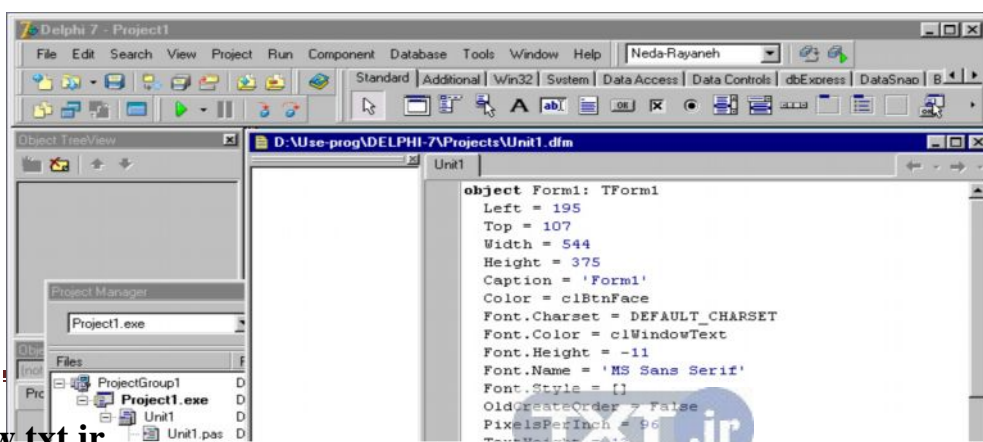 Delphi 7 - Project1
File Edit Search View Project Run Component Database Tools Window Help Neda-Rayaneh
Standard Additional Win32 System Data Access Data Controls dbExpress DataSnap B
Object TreeView
D:\Use-prog\DELPHI-7\Projects\Unit1.dfm
Unit1
object Form1: TForm1
Left = 195
Top = 107
Width = 544
Height = 375
Caption = 'Form1'
Color = clBtnFace
Font.Charset = DEFAULT_CHARSET
Font.Color = clWindowText
Font.Height = -11
Font.Name = 'MS Sans Serif'
Font.Style = []
OldCreateOrder = False
PixelsPerInch = 96
Project Manager
Project1.exe
Files
ProjectGroup1 D
Project1.exe D
Unit1 D
Unit1.pas D
txt.ir
TXT.ir